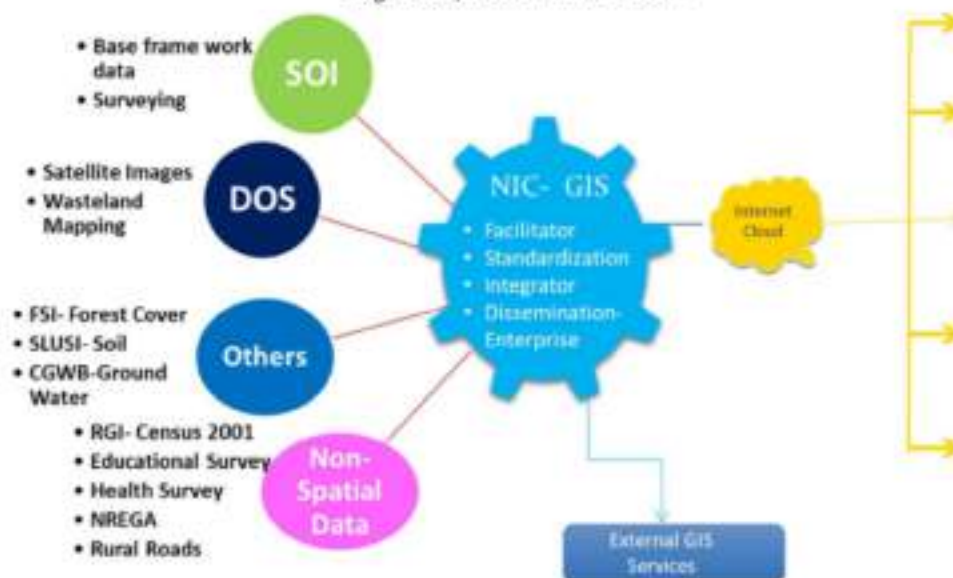 • Base frame work
data
• Surveying
SOI
• Satellite Images
• Wasteland
Mapping
DOS
• FSI- Forest Cover
• SLUSI- Soil
• CGWB-Ground
Water
Others
• RGI- Census 2001
• Educational Survey
• Health Survey
• NREGA
• Rural Roads
Non-
Spatial
Data
NIC- GIS
• Facilitator
• Standardization
• Integrator
• Dissemination-
Enterprise
Internet
Cloud
External GIS
Services